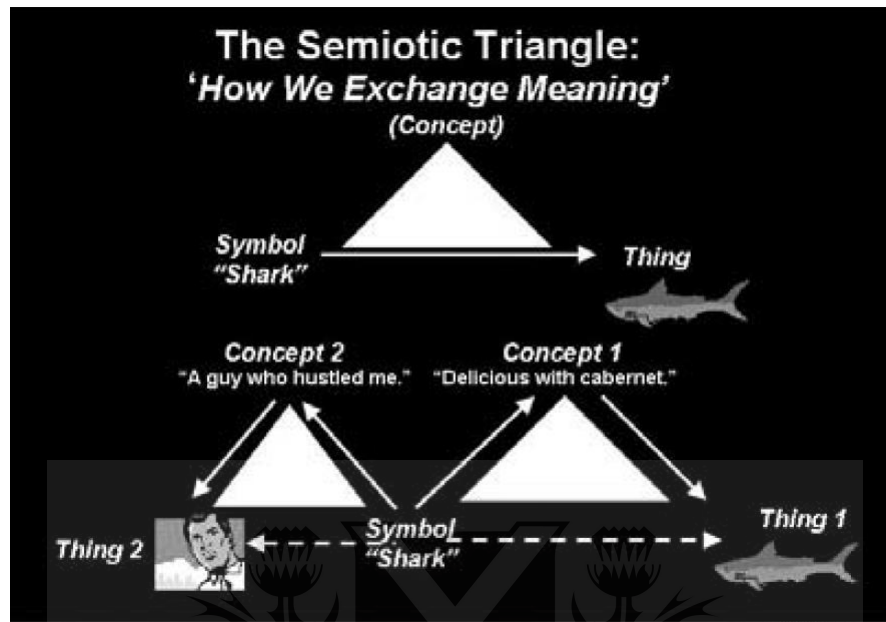 The Semiotic Triangle:
‘How We Exchange Meaning’
(Concept)
Symbol
“Shark”
Thing
Concept 2
“A guy who hustled me.”
Concept 1
“Delicious with cabernet.”
Thing 2
Symbol
“Shark”
Thing 1